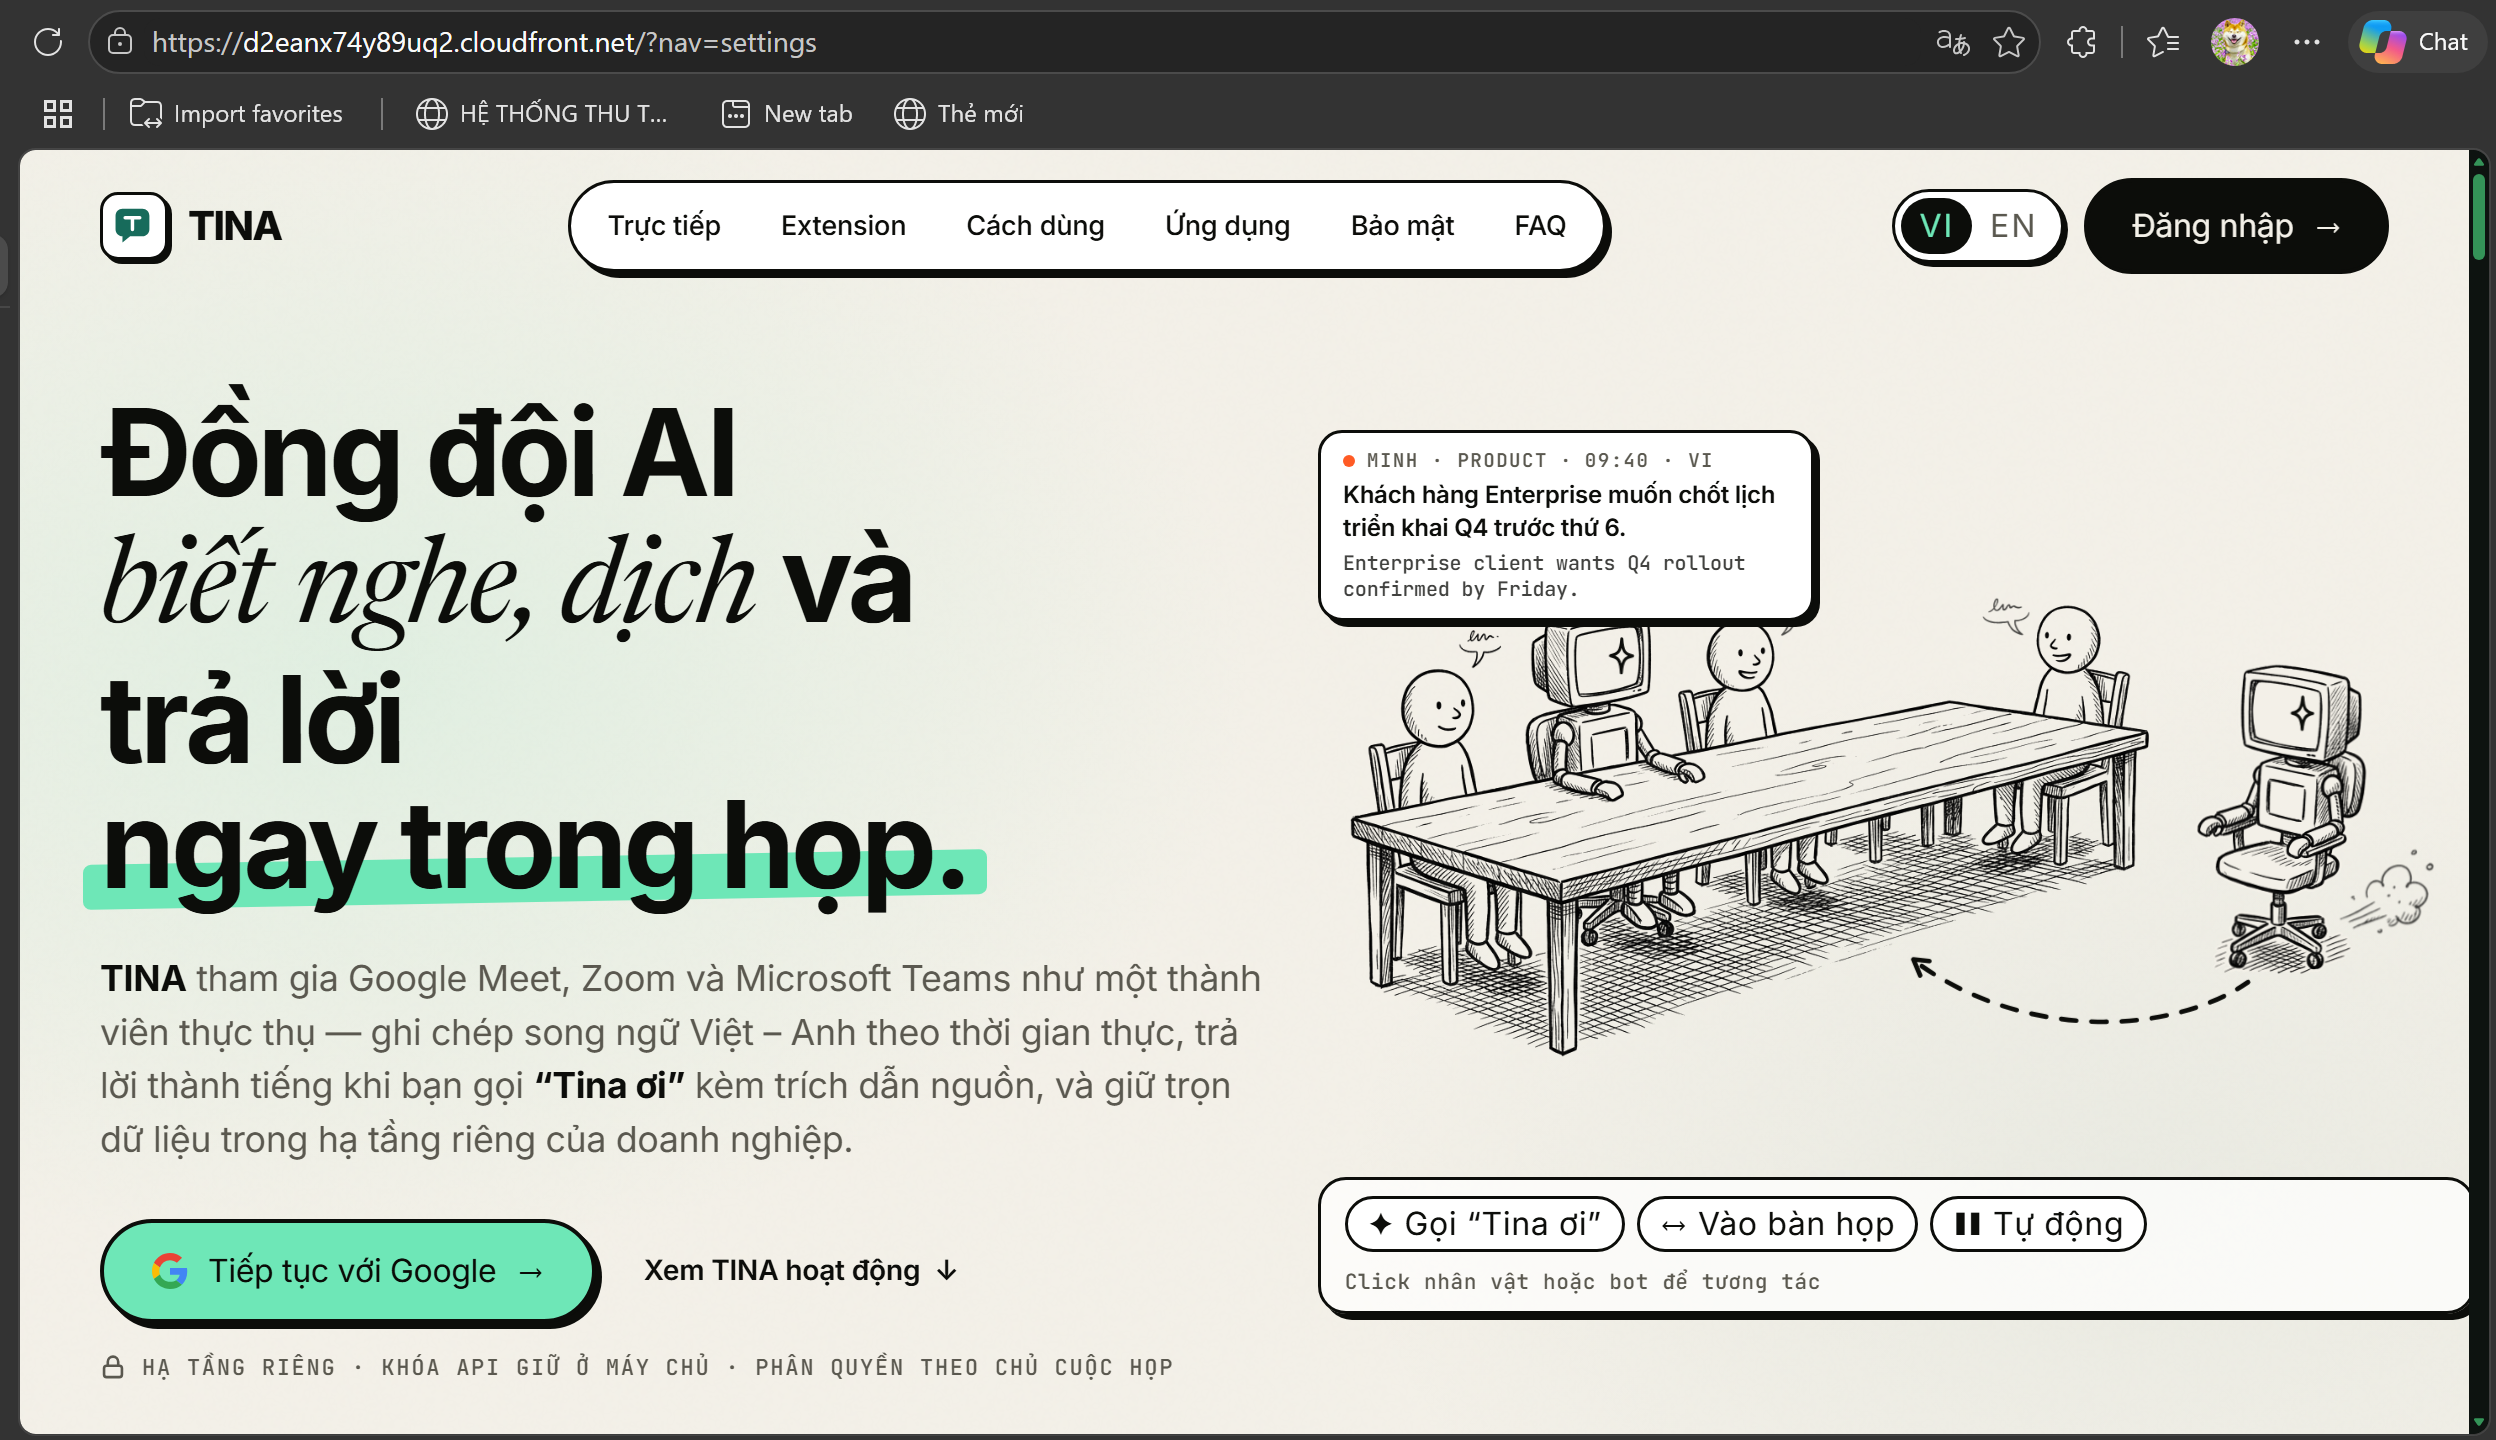 https://d2eanx74y89uq2.cloudfront.net/?nav=settings
Chat
Import favorites
HỆ THỐNG THU T...
New tab
Thẻ mới
TINA
Trực tiếp
Extension
Cách dùng
Ứng dụng
Bảo mật
FAQ
VI
EN
Đăng nhập →
Đồng đội AI
biết nghe, dịch và
trả lời
ngay trong họp.
TINA tham gia Google Meet, Zoom và Microsoft Teams như một thành
viên thực thụ — ghi chép song ngữ Việt – Anh theo thời gian thực, trả
lời thành tiếng khi bạn gọi “Tina ơi” kèm trích dẫn nguồn, và giữ trọn
dữ liệu trong hạ tầng riêng của doanh nghiệp.
Tiếp tục với Google →
Xem TINA hoạt động ↓
HẠ TẦNG RIÊNG · KHÓA API GIỮ Ở MÁY CHỦ · PHÂN QUYỀN THEO CHỦ CUỘC HỌP
MINH · PRODUCT · 09:40 · VI
Khách hàng Enterprise muốn chốt lịch
triển khai Q4 trước thứ 6.
Enterprise client wants Q4 rollout
confirmed by Friday.
Gọi “Tina ơi”
↔ Vào bàn họp
Tự động
Click nhân vật hoặc bot để tương tác